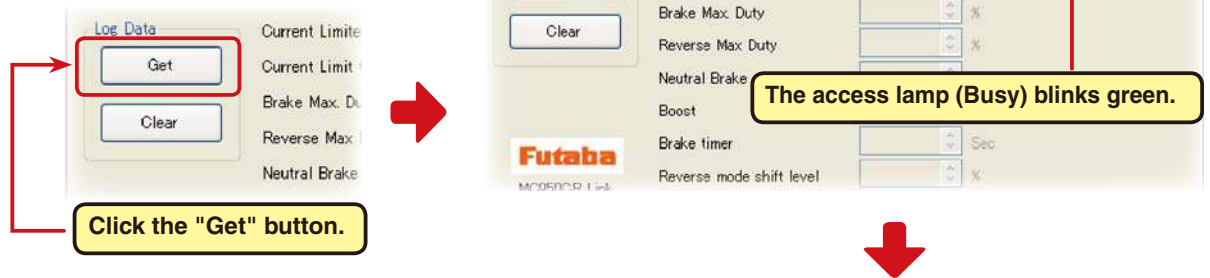 Log Data
Get
Clear
Current Limite
Current Limit
Brake Max. Du
Reverse Max
Neutral Brake
Click the "Get" button.
Clear
Futaba
MC950CR Link
Brake Max. Duty %
Reverse Max Duty %
Neutral Brake
Boost
Brake timer Sec
Reverse mode shift level %
The access lamp (Busy) blinks green.